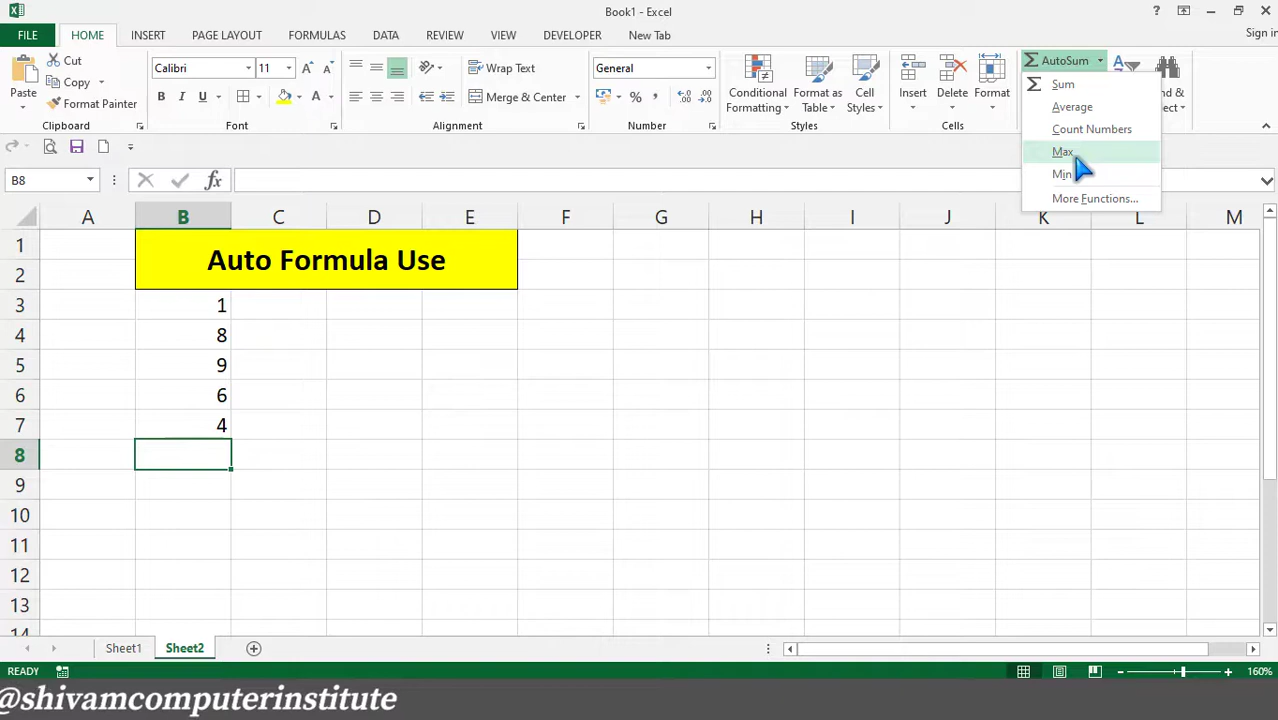 Book1 - Excel
?
FILE HOME INSERT PAGE LAYOUT FORMULAS DATA REVIEW VIEW DEVELOPER New Tab Sign in
Paste
Cut
Copy
Format Painter
Clipboard
Calibri 11
B I U
Font
Wrap Text
Merge & Center
Alignment
General
%
Number
Conditional Formatting
Format as Table
Cell Styles
Styles
Insert
Delete
Format
Cells
AutoSum
Sum
Average
Count Numbers
Max
Min
More Functions...
B8
fx
A B C D E F G H I J K L M
1
2
Auto Formula Use
3 1
4 8
5 9
6 6
7 4
8
9
10
11
12
13
14
Sheet1 Sheet2
READY 160%
@shivamcomputerinstitute